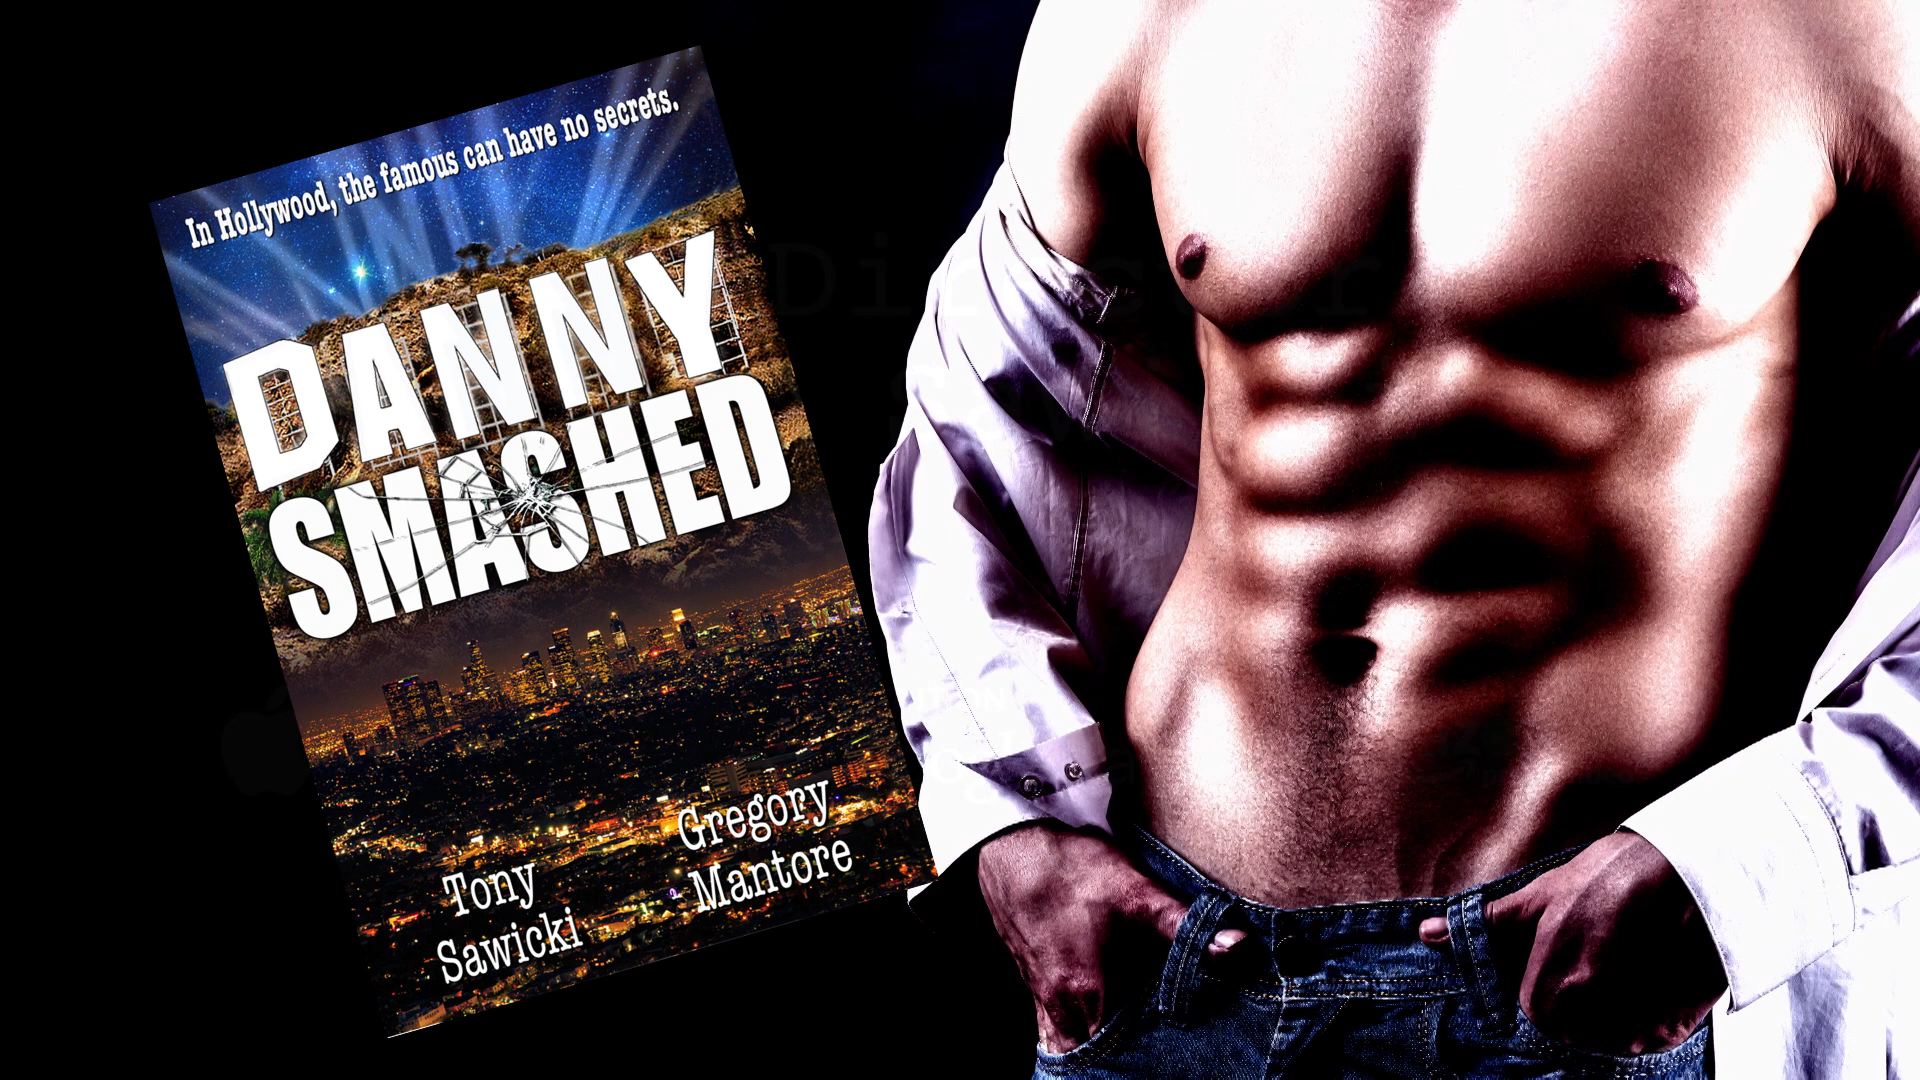 In Hollywood, the famous can have no secrets.
DANNY
SMASHED
Tony
Sawicki
Gregory
Mantore